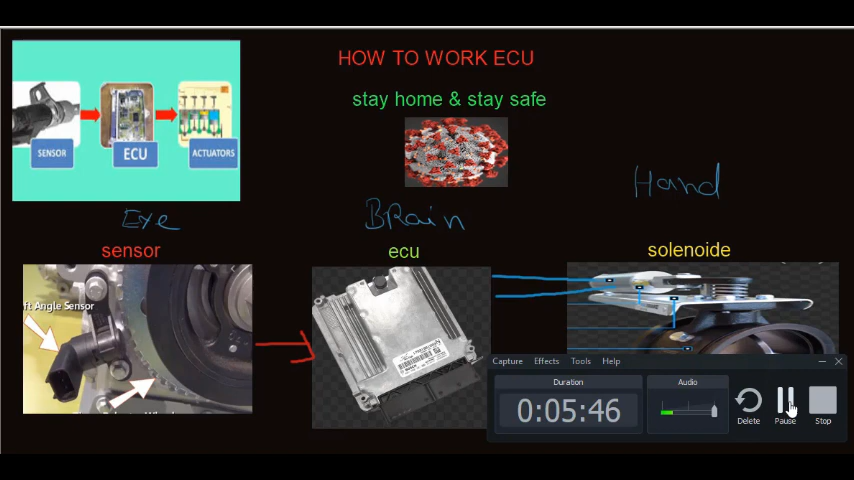 HOW TO WORK ECU
stay home & stay safe
SENSOR
ECU
ACTUATORS
Eye
BRain
Hand
sensor
ecu
solenoide
ft Angle Sensor
Capture Effects Tools Help
Duration
Audio
0:05:46
Delete
Pause
Stop